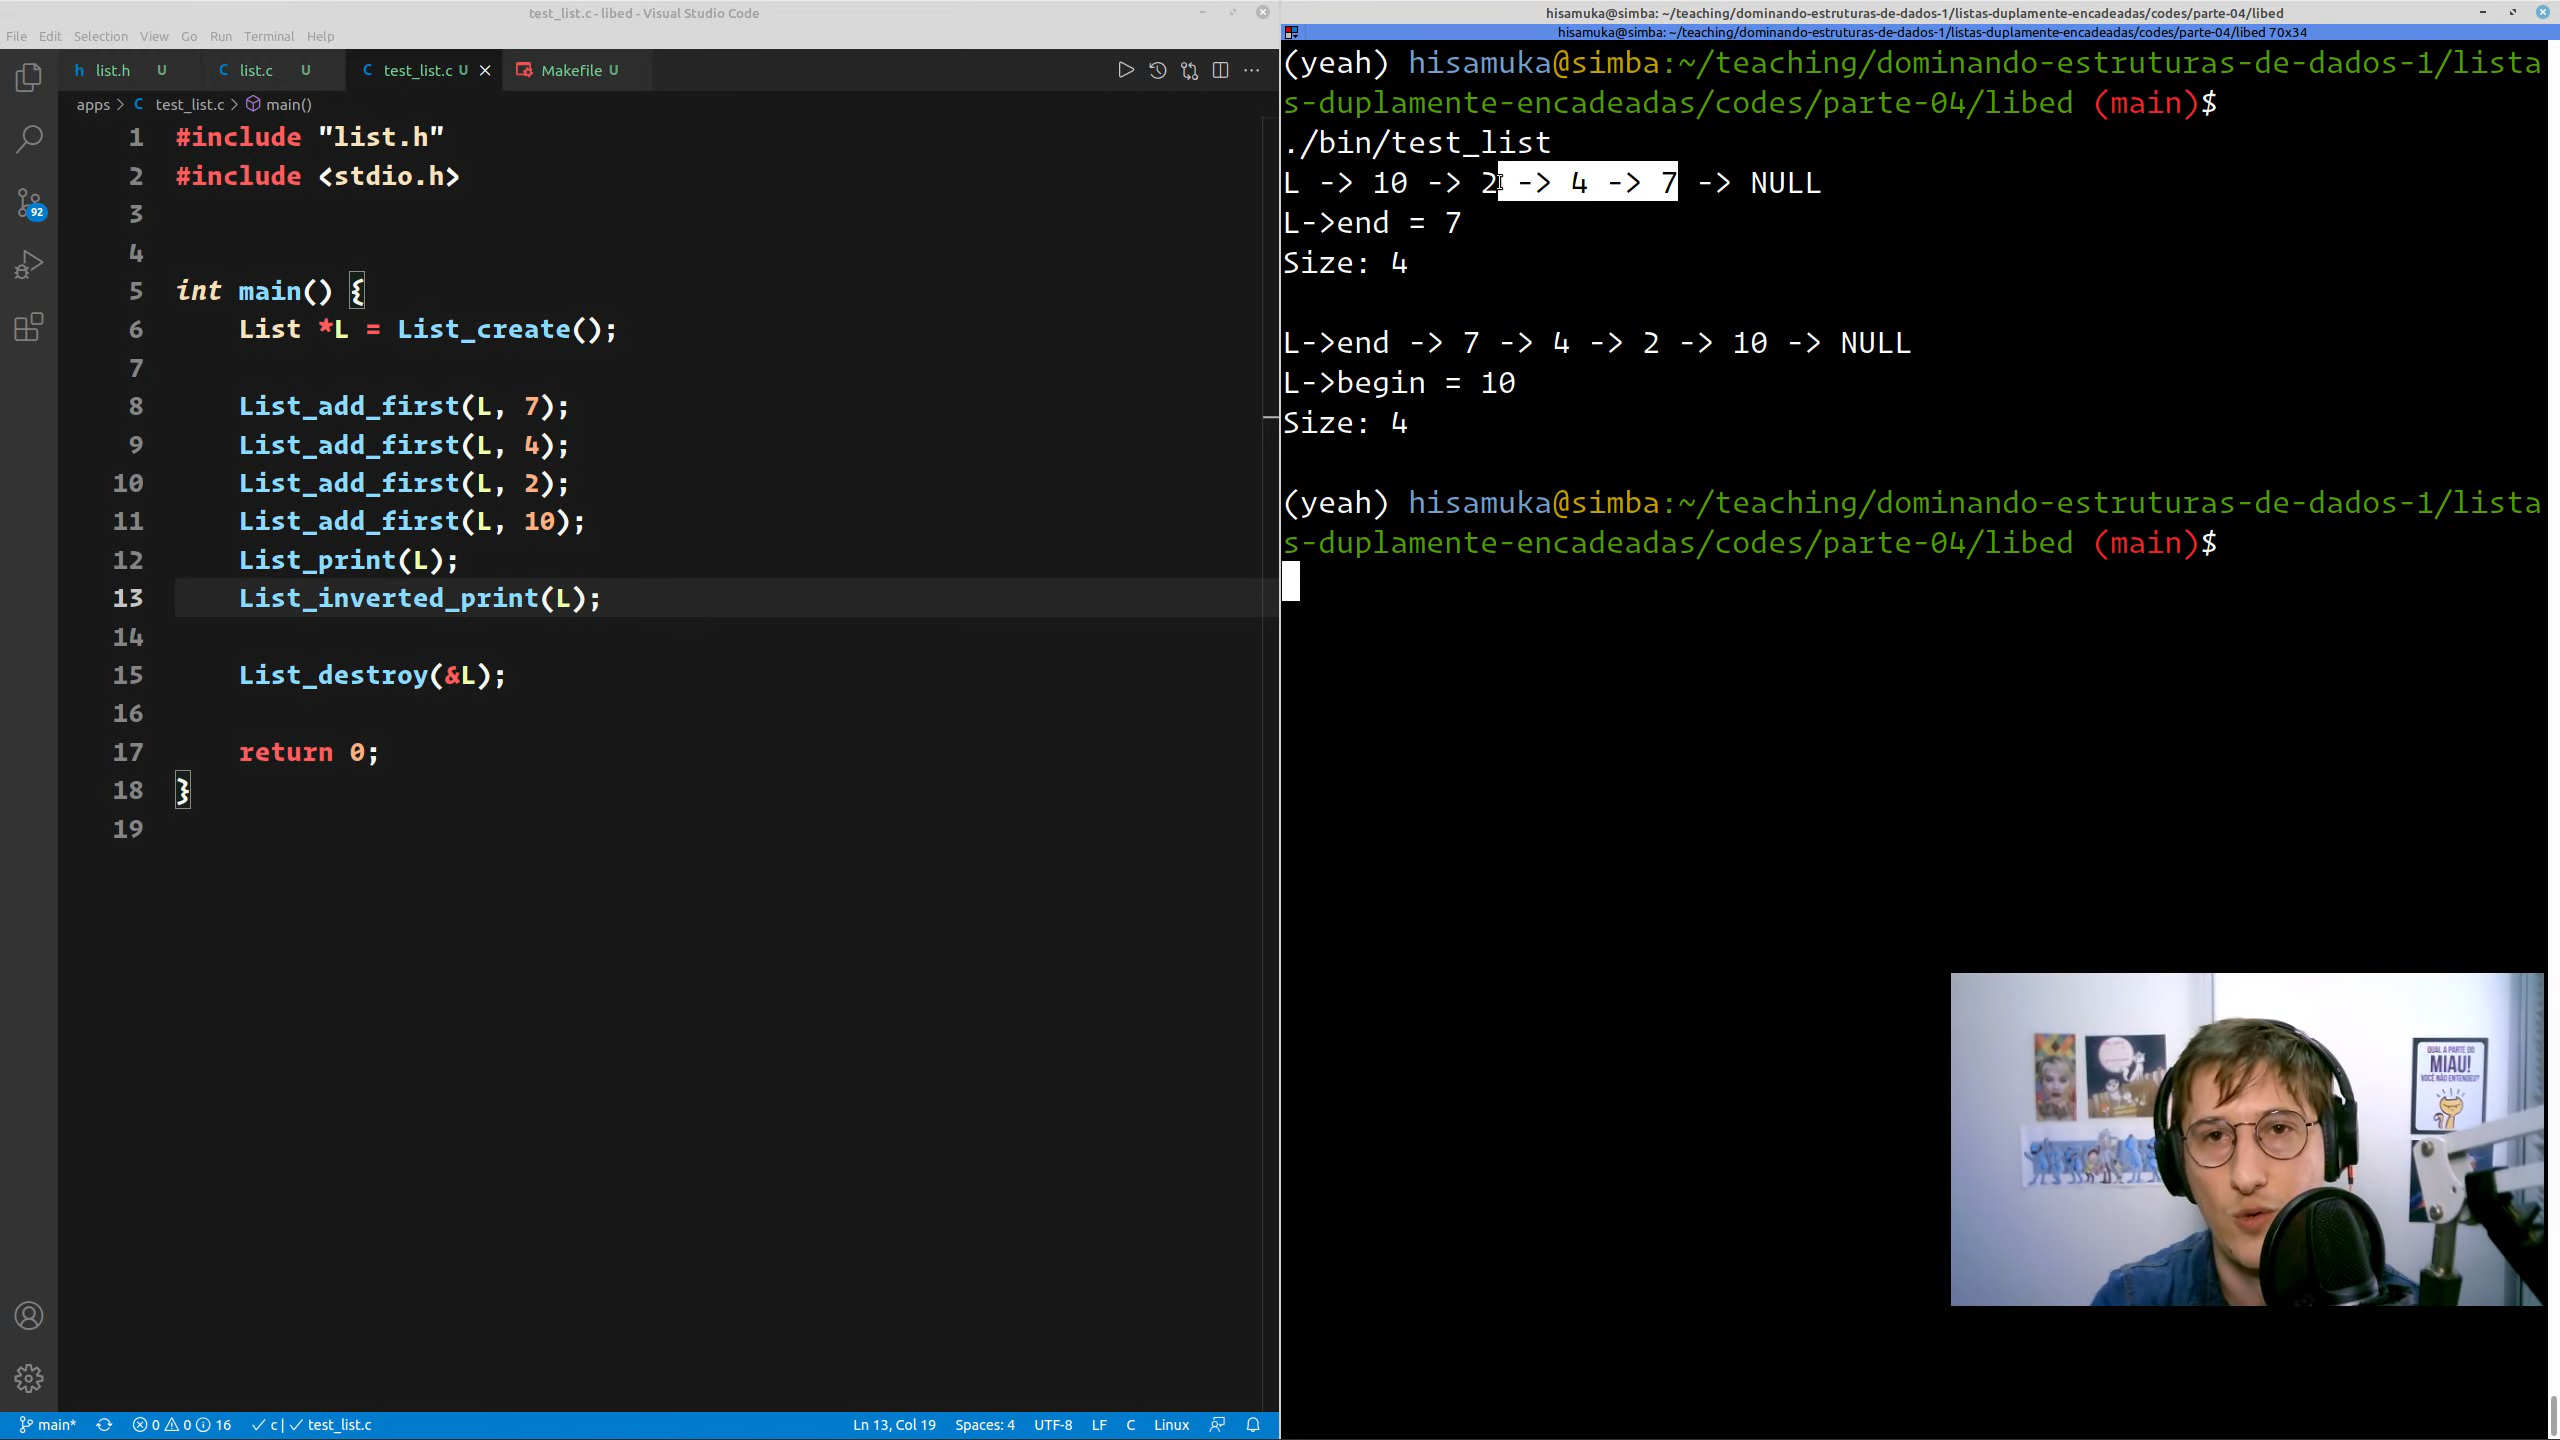 test_list.c - libed - Visual Studio Code
File Edit Selection View Go Run Terminal Help
list.h U
list.c U
test_list.c U
Makefile U
apps > C test_list.c > main()
1 #include "list.h"
2 #include <stdio.h>
3
4
5 int main() {
6 List *L = List_create();
7
8 List_add_first(L, 7);
9 List_add_first(L, 4);
10 List_add_first(L, 2);
11 List_add_first(L, 10);
12 List_print(L);
13 List_inverted_print(L);
14
15 List_destroy(&L);
16
17 return 0;
18 }
19
92
main* 0 0 16 c | test_list.c Ln 13, Col 19 Spaces: 4 UTF-8 LF C Linux
hisamuka@simba: ~/teaching/dominando-estruturas-de-dados-1/listas-duplamente-encadeadas/codes/parte-04/libed
hisamuka@simba: ~/teaching/dominando-estruturas-de-dados-1/listas-duplamente-encadeadas/codes/parte-04/libed 70x34
(yeah) hisamuka@simba:~/teaching/dominando-estruturas-de-dados-1/lista
s-duplamente-encadeadas/codes/parte-04/libed (main)$
./bin/test_list
L -> 10 -> 2 -> 4 -> 7 -> NULL
L->end = 7
Size: 4
L->end -> 7 -> 4 -> 2 -> 10 -> NULL
L->begin = 10
Size: 4
(yeah) hisamuka@simba:~/teaching/dominando-estruturas-de-dados-1/lista
s-duplamente-encadeadas/codes/parte-04/libed (main)$
QUAL A PARTE DO
MIAU!
VOCÊ NÃO ENTENDEU?